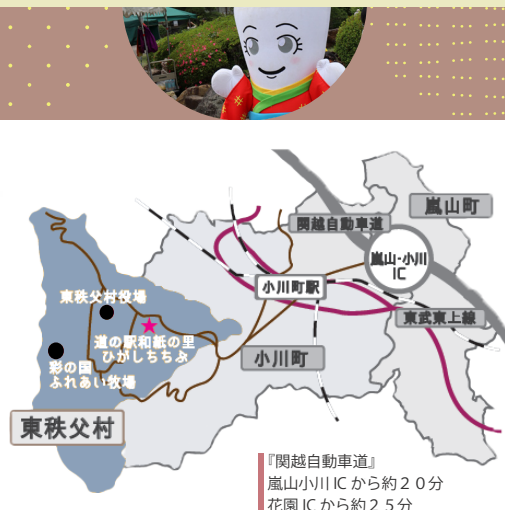 嵐山町
関越自動車道
嵐山・小川
IC
小川町駅
東秩父村役場
東武東上線
道の駅和紙の里
ひがしちちぶ
小川町
彩の国
ふれあい牧場
東秩父村
『関越自動車道』
嵐山小川 IC から約２０分
花園 IC から約２５分